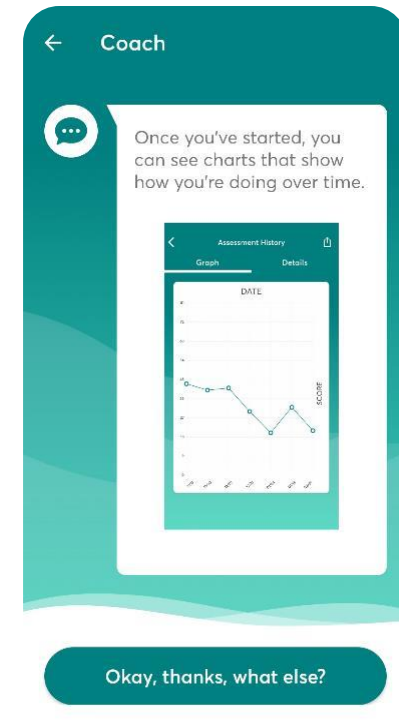 Coach
Once you've started, you
can see charts that show
how you're doing over time.
Assessment History
Graph Details
DATE
SCORE
Okay, thanks, what else?